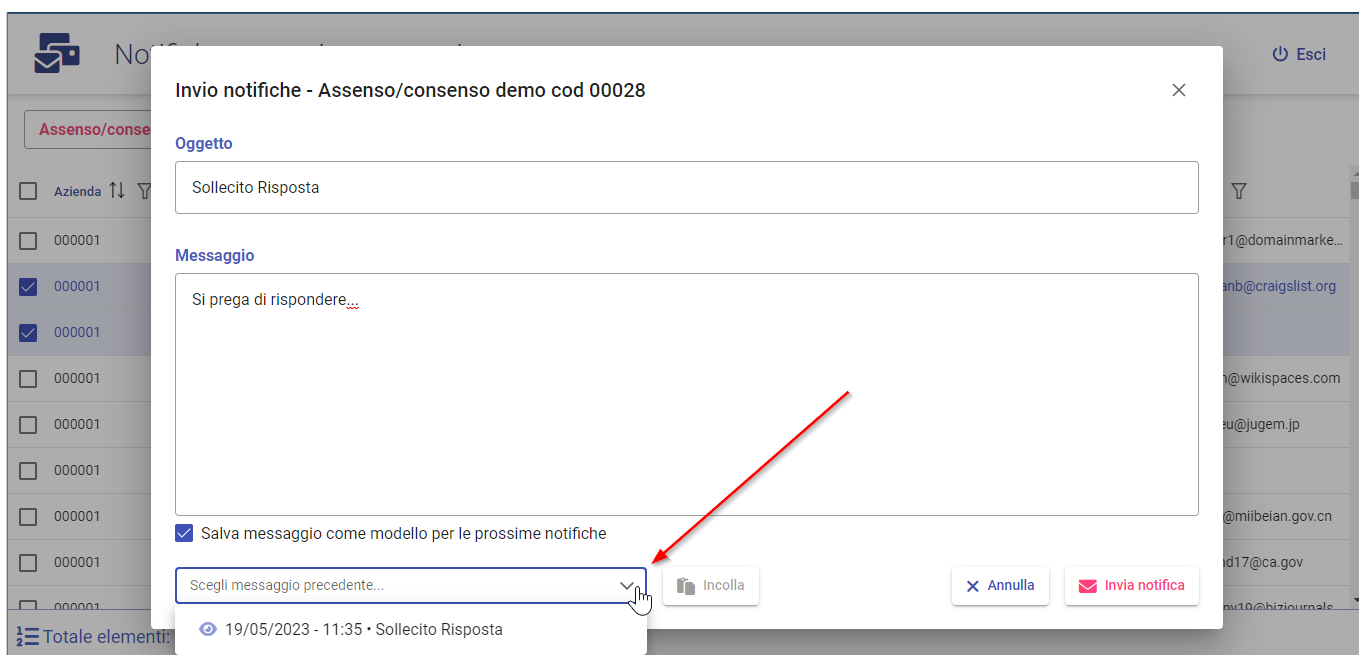 Esci
Invio notifiche - Assenso/consenso demo cod 00028
Assenso/conse
Oggetto
Sollecito Risposta
Azienda
000001
r1@domainmarke...
Messaggio
000001
anb@craigslist.org
Si prega di rispondere...
000001
000001
@wikispaces.com
000001
eu@jugem.jp
000001
000001
@miibeian.gov.cn
Salva messaggio come modello per le prossime notifiche
000001
nd17@ca.gov
Scegli messaggio precedente...
Incolla
Annulla
Invia notifica
000001
ny19@bizjournals
19/05/2023 - 11:35 • Sollecito Risposta
Totale elementi: